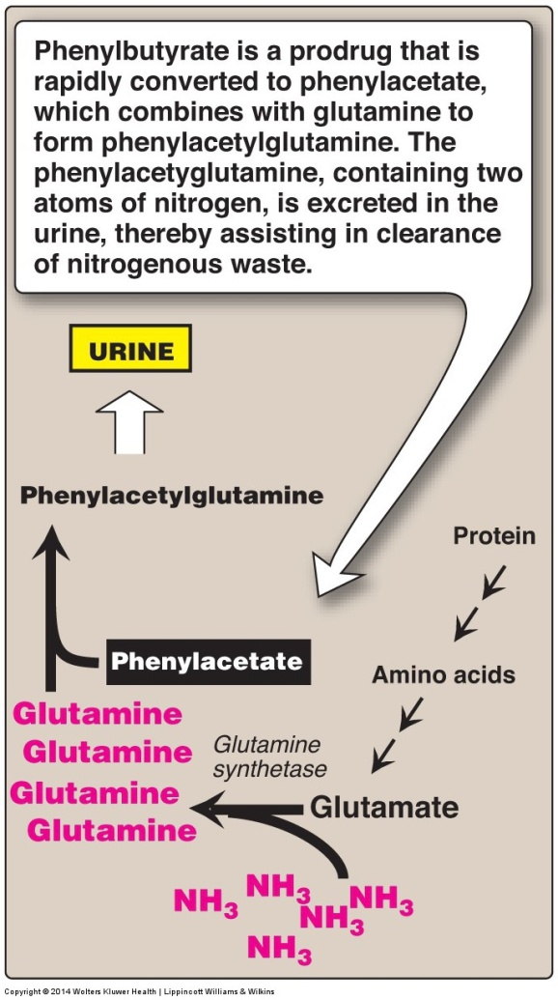 Phenylbutyrate is a prodrug that is
rapidly converted to phenylacetate,
which combines with glutamine to
form phenylacetylglutamine. The
phenylacetyglutamine, containing two
atoms of nitrogen, is excreted in the
urine, thereby assisting in clearance
of nitrogenous waste.
URINE
Phenylacetylglutamine
Protein
Phenylacetate
Amino acids
Glutamine
Glutamine
Glutamine
Glutamine
Glutamine
synthetase
Glutamate
NH₃
NH₃
NH₃
NH₃
NH₃
Copyright © 2014 Wolters Kluwer Health | Lippincott Williams & Wilkins